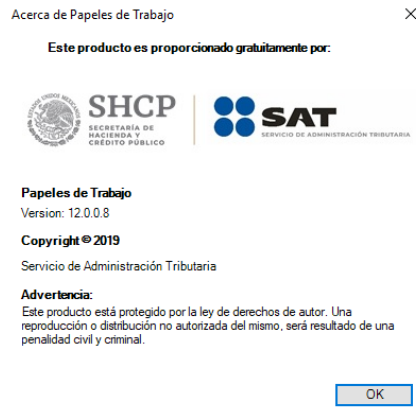 Acerca de Papeles de Trabajo
Este producto es proporcionado gratuitamente por:
SHCP
SECRETARÍA DE
HACIENDA Y
CRÉDITO PÚBLICO
SAT
SERVICIO DE ADMINISTRACIÓN TRIBUTARIA
Papeles de Trabajo
Version: 12.0.0.8
Copyright © 2019
Servicio de Administración Tributaria
Advertencia:
Este producto está protegido por la ley de derechos de autor. Una
reproducción o distribución no autorizada del mismo, será resultado de una
penalidad civil y criminal.
OK